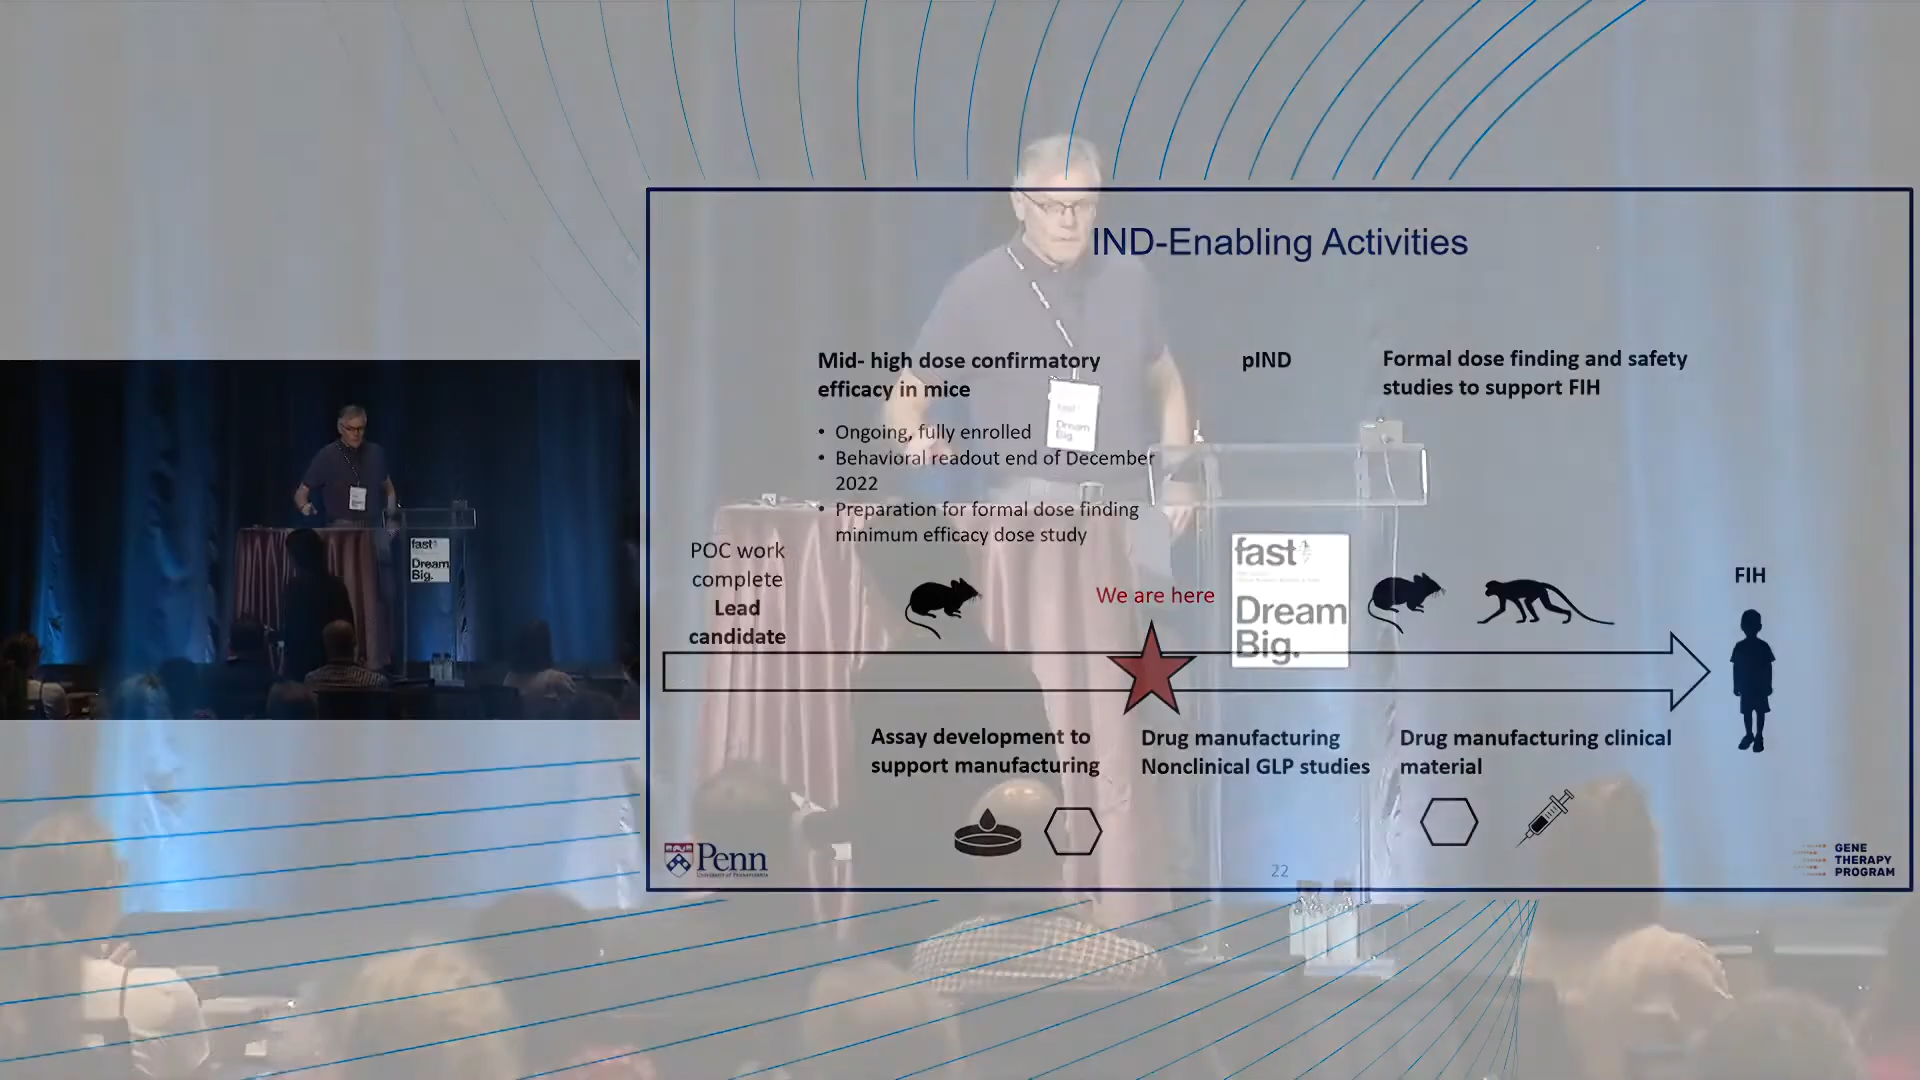 IND-Enabling Activities
Mid- high dose confirmatory
efficacy in mice
• Ongoing, fully enrolled
• Behavioral readout end of December
2022
• Preparation for formal dose finding
minimum efficacy dose study
pIND
Formal dose finding and safety
studies to support FIH
POC work
complete
Lead
candidate
We are here
FIH
Assay development to
support manufacturing
Drug manufacturing
Nonclinical GLP studies
Drug manufacturing clinical
material
Penn
22
GENE
THERAPY
PROGRAM
fast
Dream
Big.
fast
Dream
Big.
fast
Dream
Big.